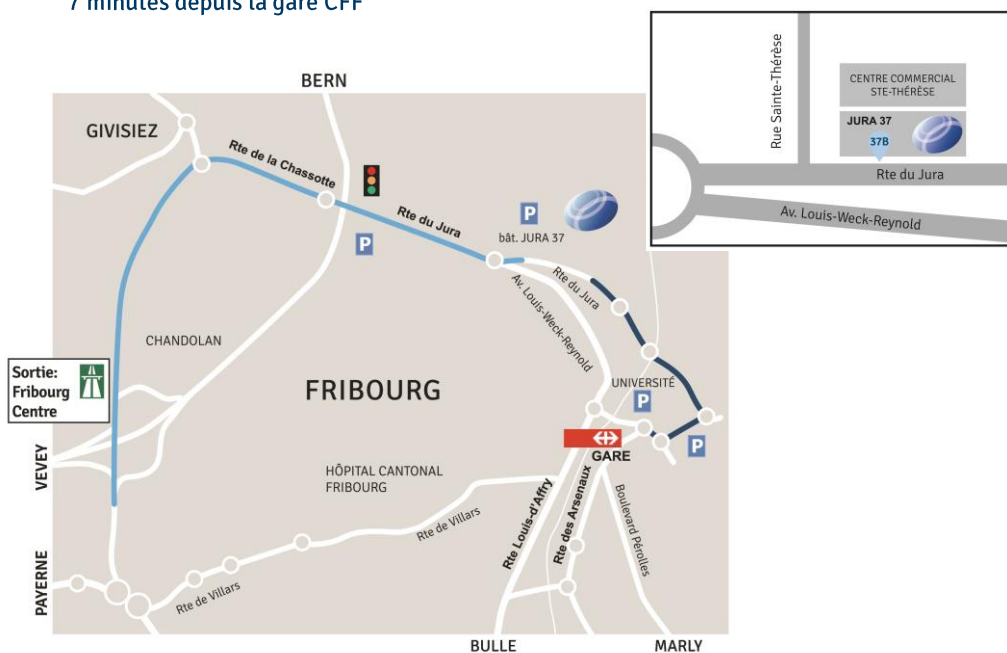 7 minutes depuis la gare CFF
BERN
GIVISIEZ
Rte de la Chassotte
Rte du Jura
P
P
bât. JURA 37
Rte du Jura
Av. Louis-Weck-Reynold
CHANDOLAN
Sortie:
Fribourg
Centre
FRIBOURG
UNIVERSITÉ
P
P
GARE
VEVEY
HÔPITAL CANTONAL
FRIBOURG
Rte de Villars
Rte Louis-d'Affry
Rte des Arsenaux
Boulevard Pérolles
PAYERNE
Rte de Villars
BULLE
MARLY
Rue Sainte-Thérèse
CENTRE COMMERCIAL
STE-THÉRÈSE
JURA 37
37B
Rte du Jura
Av. Louis-Weck-Reynold